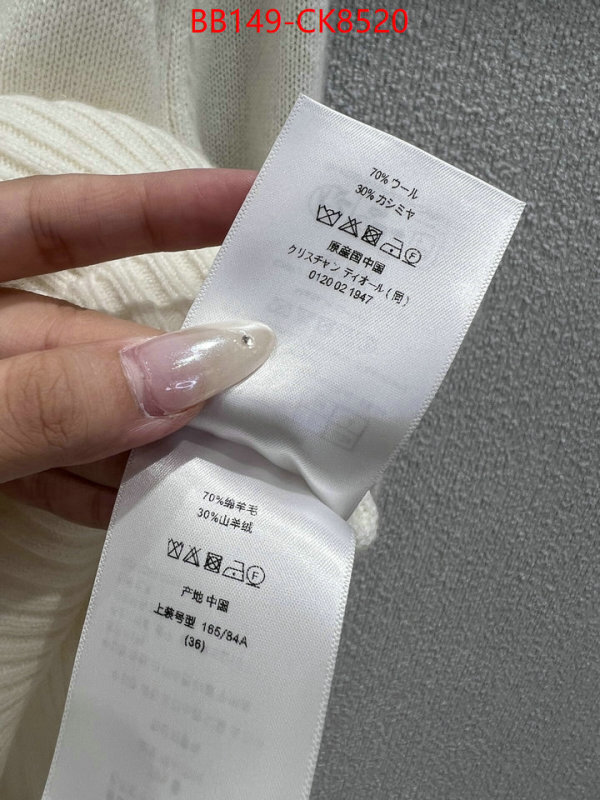 BB149-CK8520
70% ウール
30% カシミヤ
原産国中国
クリスチャン ディオール(同)
0120 02 1947
70%绵羊毛
30%山羊绒
产地 中国
上装号型 165/84A
(36)